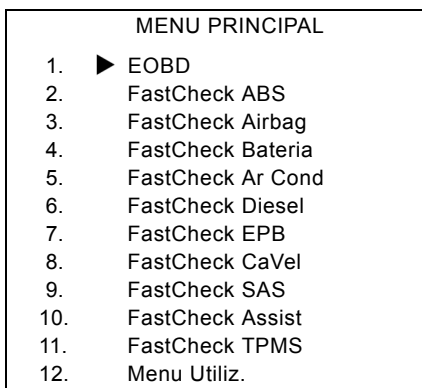 MENU PRINCIPAL
1. ▶ EOBD
2. FastCheck ABS
3. FastCheck Airbag
4. FastCheck Bateria
5. FastCheck Ar Cond
6. FastCheck Diesel
7. FastCheck EPB
8. FastCheck CaVel
9. FastCheck SAS
10. FastCheck Assist
11. FastCheck TPMS
12. Menu Utiliz.